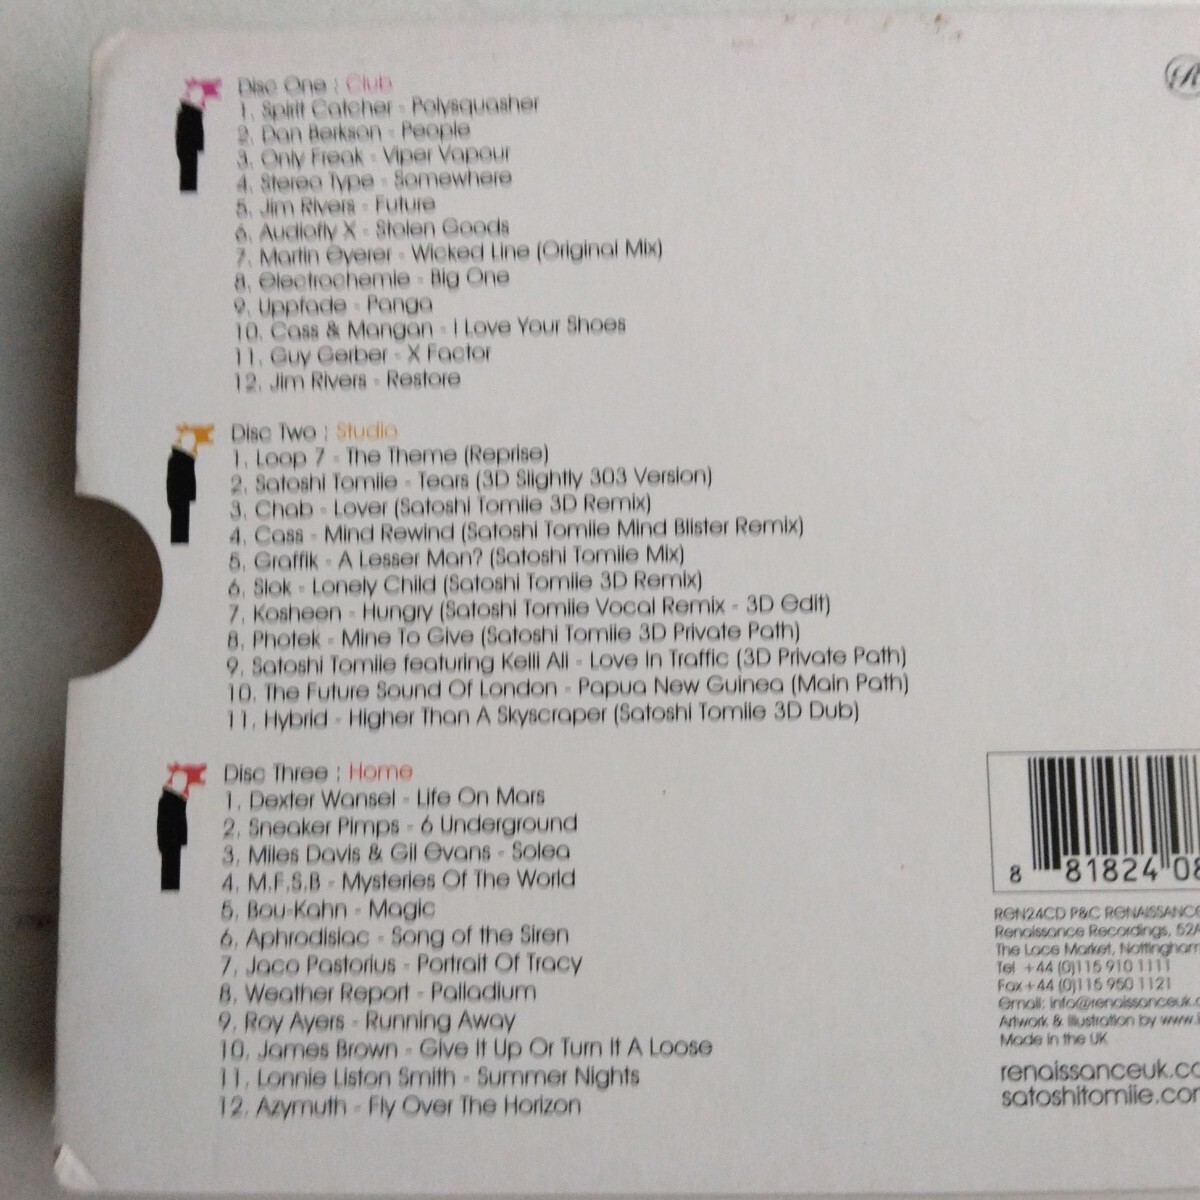 Disc One : Club
1. Spirit Catcher - Polysquasher
2. Dan Berkson - People
3. Only Freak - Viper Vapour
4. Stereo Type - Somewhere
5. Jim Rivers - Future
6. Audiofly X - Stolen Goods
7. Martin Eyerer - Wicked Line (Original Mix)
8. Electrochemie - Big One
9. Uppfade - Panga
10. Cass & Mangan - I Love Your Shoes
11. Guy Gerber - X Factor
12. Jim Rivers - Restore
Disc Two : Studio
1. Loop 7 - The Theme (Reprise)
2. Satoshi Tomiie - Tears (3D Slightly 303 Version)
3. Chab - Lover (Satoshi Tomiie 3D Remix)
4. Cass - Mind Rewind (Satoshi Tomiie Mind Blister Remix)
5. Graffik - A Lesser Man? (Satoshi Tomiie Mix)
6. Slok - Lonely Child (Satoshi Tomiie 3D Remix)
7. Kosheen - Hungry (Satoshi Tomiie Vocal Remix - 3D Edit)
8. Photek - Mine To Give (Satoshi Tomiie 3D Private Path)
9. Satoshi Tomiie featuring Kelli Ali - Love In Traffic (3D Private Path)
10. The Future Sound Of London - Papua New Guinea (Main Path)
11. Hybrid - Higher Than A Skyscraper (Satoshi Tomiie 3D Dub)
Disc Three : Home
1. Dexter Wansel - Life On Mars
2. Sneaker Pimps - 6 Underground
3. Miles Davis & Gil Evans - Solea
4. M.F.S.B - Mysteries Of The World
5. Bou-Kahn - Magic
6. Aphrodisiac - Song of the Siren
7. Jaco Pastorius - Portrait Of Tracy
8. Weather Report - Palladium
9. Roy Ayers - Running Away
10. James Brown - Give It Up Or Turn It A Loose
11. Lonnie Liston Smith - Summer Nights
12. Azymuth - Fly Over The Horizon
8 81824 08
REN24CD P&C RENAISSANCE
Renaissance Recordings, 52A
The Lace Market, Nottingham
Tel +44 (0)115 910 1111
Fax +44 (0)115 950 1121
Email: info@renaissanceuk.c
Artwork & Illustration by www.
Made in the UK
renaissanceuk.co
satoshitomiie.com